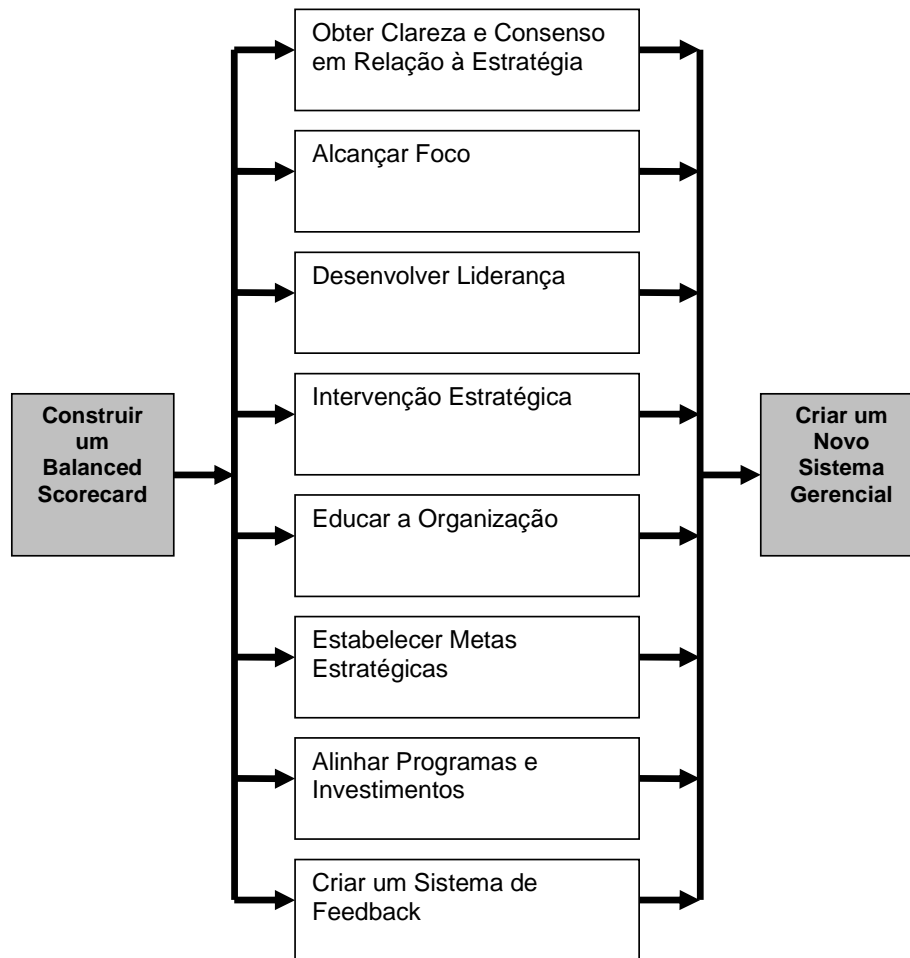 Obter Clareza e Consenso
em Relação à Estratégia
Alcançar Foco
Desenvolver Liderança
Construir
um
Balanced
Scorecard
Intervenção Estratégica
Criar um
Novo
Sistema
Gerencial
Educar a Organização
Estabelecer Metas
Estratégicas
Alinhar Programas e
Investimentos
Criar um Sistema de
Feedback